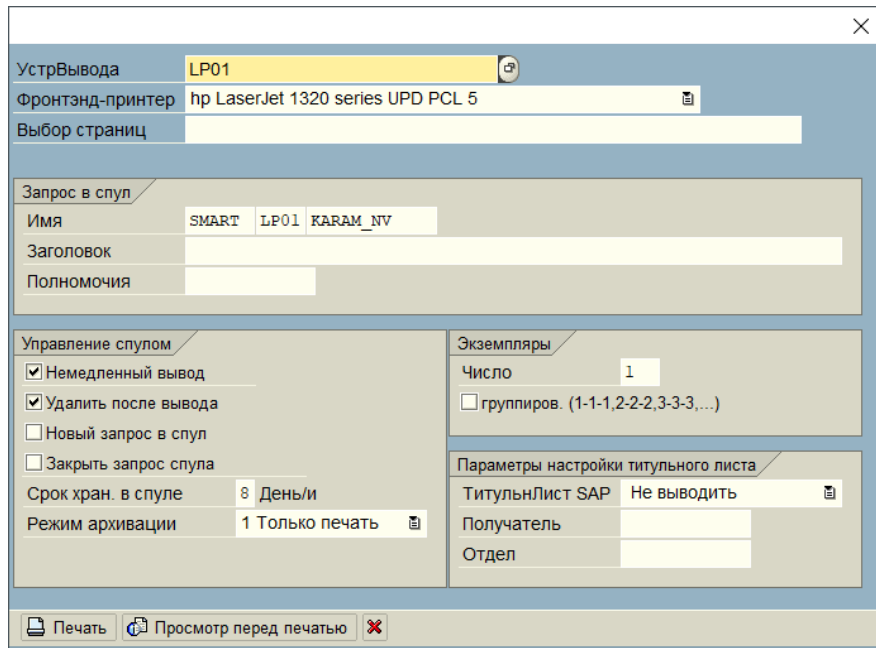 УстрВывода LP01
Фронтэнд-принтер hp LaserJet 1320 series UPD PCL 5
Выбор страниц
Запрос в спул
Имя SMART LP01 KARAM_NV
Заголовок
Полномочия
Управление спулом
Немедленный вывод
Удалить после вывода
Новый запрос в спул
Закрыть запрос спула
Срок хран. в спуле 8 День/и
Режим архивации 1 Только печать
Экземпляры
Число 1
группиров. (1-1-1,2-2-2,3-3-3,...)
Параметры настройки титульного листа
ТитульнЛист SAP Не выводить
Получатель
Отдел
Печать Просмотр перед печатью